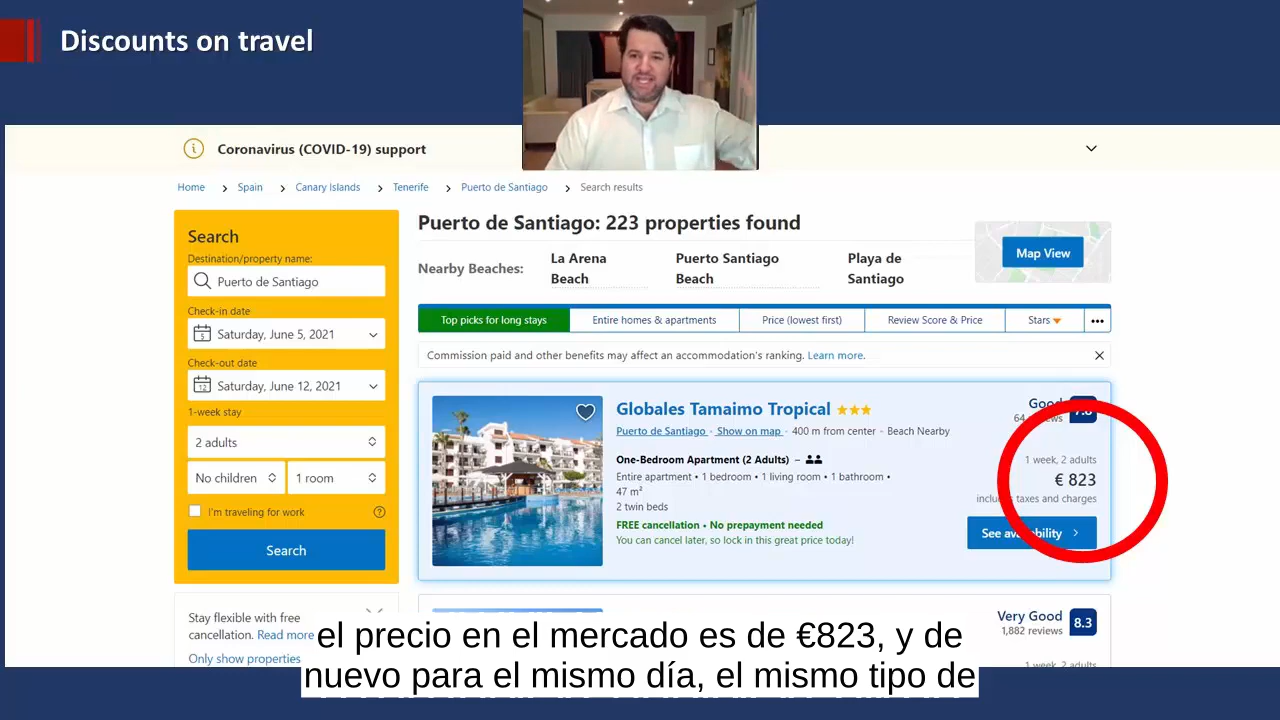 Discounts on travel
Coronavirus (COVID-19) support
Home > Spain > Canary Islands > Tenerife > Puerto de Santiago > Search results
Search
Destination/property name:
Puerto de Santiago
Check-in date
5
Saturday, June 5, 2021
Check-out date
12
Saturday, June 12, 2021
1-week stay
2 adults
No children
1 room
I'm traveling for work
?
Search
Stay flexible with free
cancellation. Read more
Only show properties
Puerto de Santiago: 223 properties found
Nearby Beaches:
La Arena
Beach
Puerto Santiago
Beach
Playa de
Santiago
Map View
Top picks for long stays
Entire homes & apartments
Price (lowest first)
Review Score & Price
Stars
•••
Commission paid and other benefits may affect an accommodation's ranking. Learn more.
Globales Tamaimo Tropical
Puerto de Santiago · Show on map · 400 m from center · Beach Nearby
One-Bedroom Apartment (2 Adults) –
Entire apartment • 1 bedroom • 1 living room • 1 bathroom •
47 m²
2 twin beds
FREE cancellation • No prepayment needed
You can cancel later, so lock in this great price today!
Good
1 week, 2 adults
€ 823
taxes and charges
See availability
Very Good
8.3
1,882 reviews
1 week, 2 adults
el precio en el mercado es de €823, y de
nuevo para el mismo día, el mismo tipo de